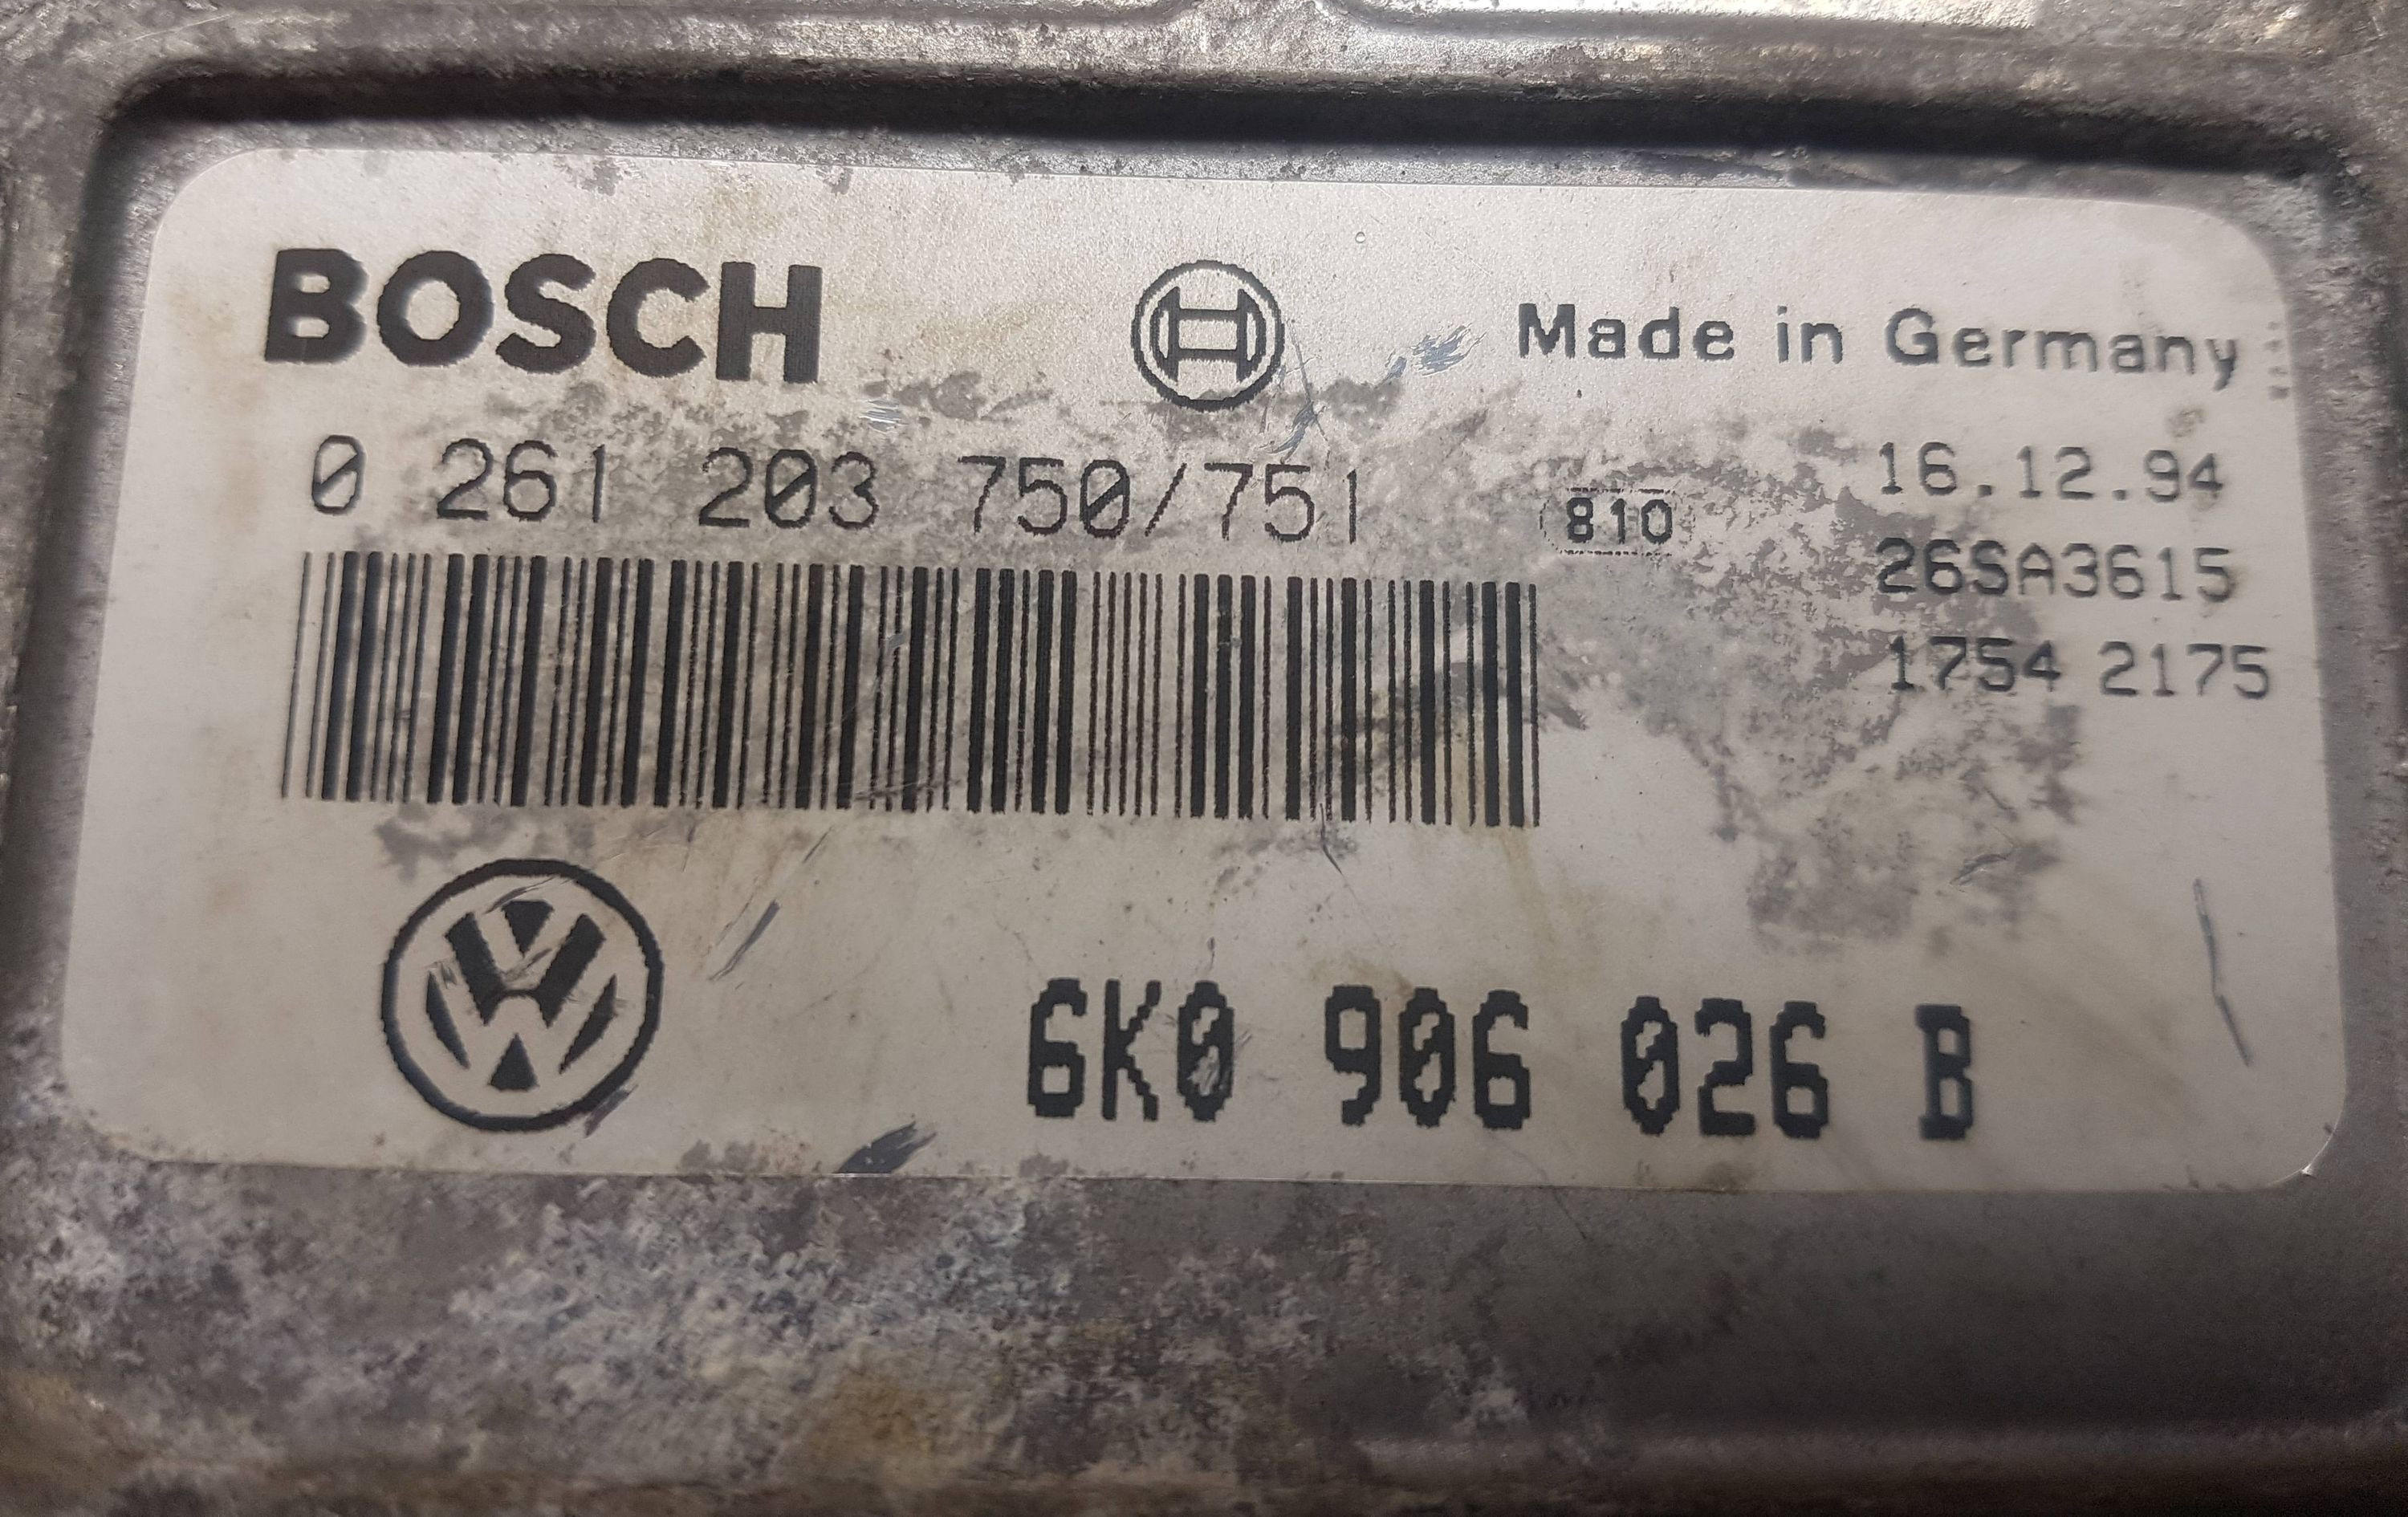 BOSCH
Made in Germany
0 261 203 750/751
810
16.12.94
26SA3615
1754 2175
6K0 906 026 B